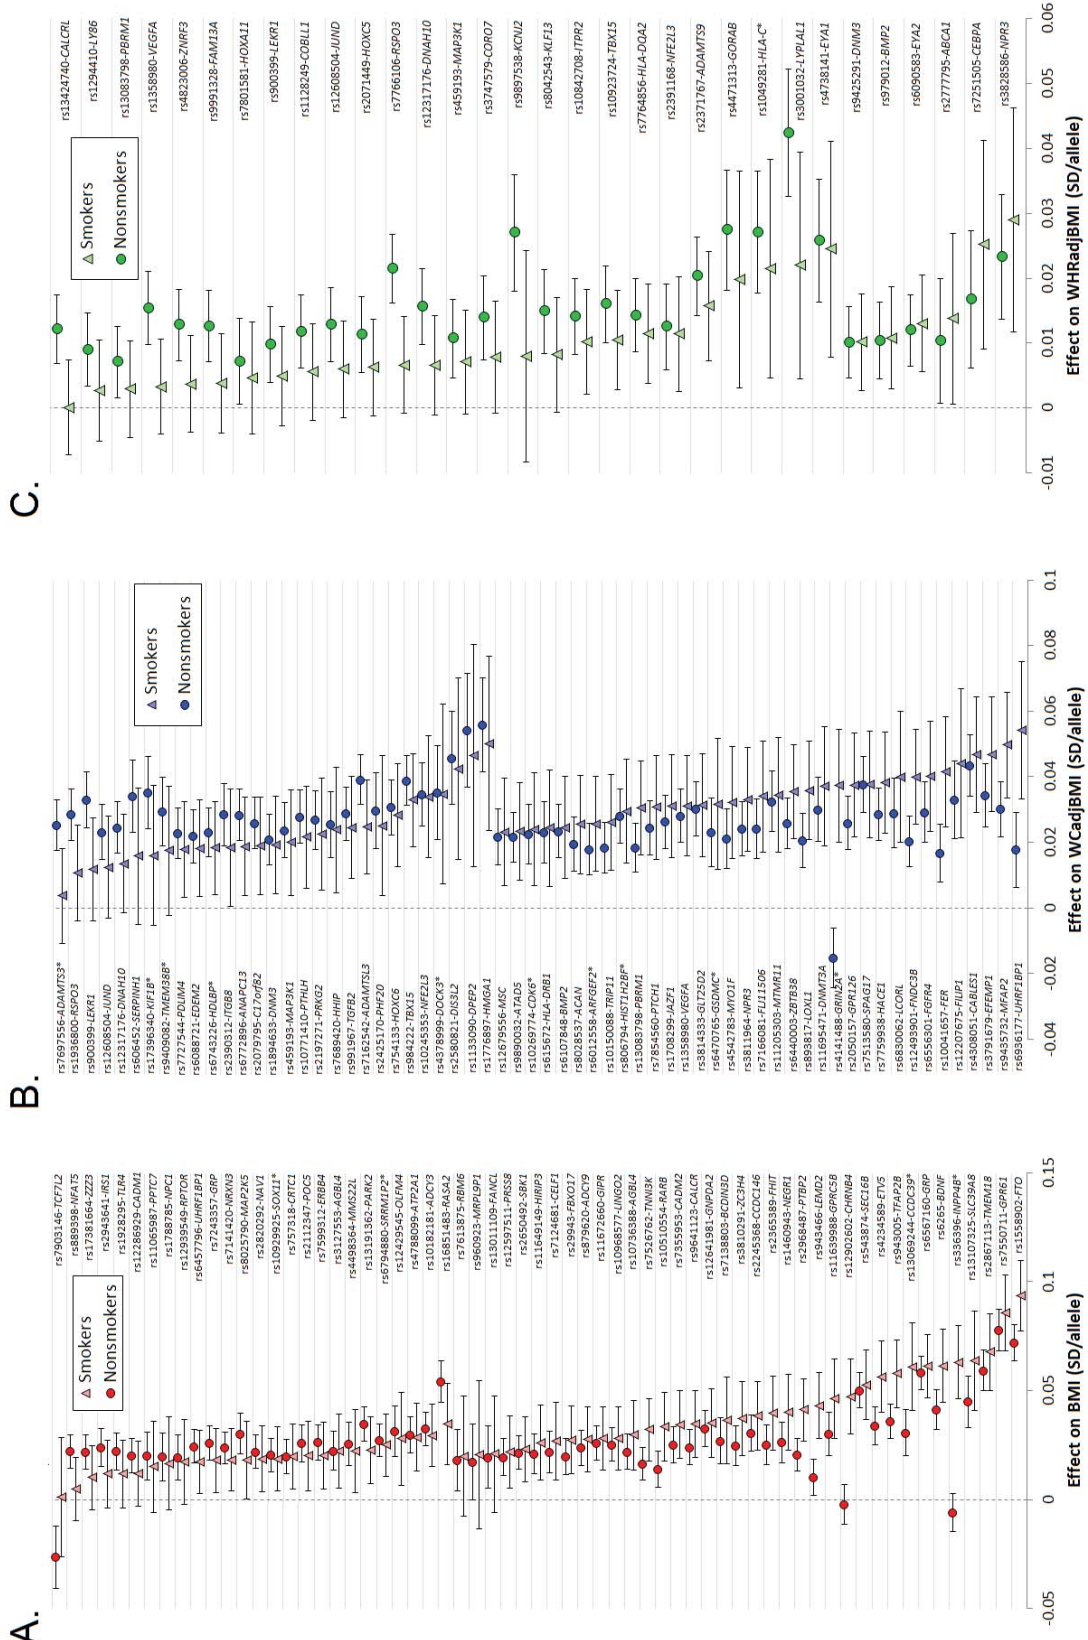 A.
rs7903146-TCF7L2
rs889398-NFAT5
rs17381664-ZZ23
rs2943641-IRS1
rs1928295-TLR4
rs12286929-CADM1
rs11065987-PPTC7
rs1788785-NPC1
rs12939549-RPTOR
rs6457796-UHRF1BP1
rs7243357-GRP
rs7141420-NRXN3
rs8025790-MAP2K5
rs2820292-NAV1
rs10929925-SOX11*
rs757318-CRTC1
rs2112347-POC5
rs7599312-ERBB4
rs3127553-AGBL4
rs4498564-MMS22L
rs13191362-PARK2
rs6794880-SRRM1P2*
rs12429545-OLFM4
rs4788099-ATP2A1
rs10182181-ADCY3
rs16851483-RASA2
rs7613875-RBM6
rs9609233-MRPL9P1
rs13011109-FANCL
rs12597511-PRSS8
rs2650492-SBK1
rs11649149-HIRIP3
rs7124681-CELF1
rs29943-FBXO17
rs879620-ADCY9
rs11672660-GIPR
rs10968577-LINGO2
rs10736388-AGBL4
rs7526762-TNNI3K
rs10510554-RARB
rs7355953-CADM2
rs9641123-CALCR
rs12641981-GNPDA2
rs7138803-BCDIN3D
rs3810291-ZC3H4
rs2245368-CCDC146
rs2365389-FHIT
rs1460943-NEGR1
rs2968487-PTBP2
rs943466-LEMD2
rs11639988-GPRC5B
rs12902602-CHRNB4
rs543874-SEC16B
rs4234589-ETV5
rs943005-TFAP2B
rs13069244-CCDC39*
rs6567160-GRP
rs6265-BDNF
rs336396-INPP4B*
rs13107325-SLC39A8
rs2867113-TMEM18
rs7550711-GPR61
rs1558902-FTO
Smokers
Nonsmokers
-0.05
0
0.05
0.1
0.15
Effect on BMI (SD/allele)
B.
rs7697556-ADAMTS3*
rs1936800-RSPO3
rs900399-LEKR1
rs12608504-JUND
rs12317176-DNAH10
rs606452-SERPINH1
rs17396340-KIF1B*
rs9409082-TMEM38B*
rs7727544-PDLIM4
rs6088721-EDEM2
rs6743226-HDLBP*
rs2390312-ITGB8
rs6772896-ANAPC13
rs2079795-C17orf82
rs1894633-DNM3
rs459193-MAP3K1
rs10771410-PTHLH
rs2197271-PRKG2
rs7689420-HHIP
rs9919677-TGFB2
rs7162542-ADAMTSL3
rs2425170-PHF20
rs7541133-HOXC6
rs984222-TBX15
rs10245353-NFE2L3
rs4378999-DOCK3*
rs2580821-DIS3L2
rs11133090-DPEP2
rs1776897-HMGA1
rs12679556-MSC
rs9890032-ATAD5
rs10269774-CDK6*
rs615672-HLA-DRB1
rs6107848-BMP2
rs8028537-ACAN
rs6012558-ARFGEF2*
rs10150088-TRIP11
rs806794-HIST1H2BF*
rs13083798-PBRM1
rs7854560-PTCH1
rs1708299-JAZF1
rs1358980-VEGFA
rs3814333-GLT25D2
rs6470765-GSDMC*
rs4542783-MYO1F
rs3811964-NPR3
rs7166081-FLJ11506
rs11205303-MTMR11
rs6440003-ZBTB38
rs893817-LOXL1
rs11695471-DNMT3A
rs4141488-GRIN2A*
rs2050157-GPR126
rs7513580-SPAG17
rs7759938-HACE1
rs6830062-LCORL
rs12493901-FNDC3B
rs6556301-FGFR4
rs10041657-FER
rs12207675-FILIP1
rs4308051-CABLES1
rs3791679-EFEMP1
rs9435732-MFAP2
rs6936177-UHRF1BP1
Smokers
Nonsmokers
-0.04
-0.02
0
0.02
0.04
0.06
0.08
0.1
Effect on WCadjBMI (SD/allele)
C.
rs13424740-CALCRL
rs1294410-LY86
rs13083798-PBRM1
rs1358980-VEGFA
rs4823006-ZNRF3
rs9991328-FAM13A
rs7801581-HOXA11
rs900399-LEKR1
rs11128249-COBLL1
rs12608504-JUND
rs2071449-HOXC5
rs7766106-RSPO3
rs12317176-DNAH10
rs459193-MAP3K1
rs3747579-CORO7
rs9897538-KCNJ2
rs8042543-KLF13
rs10842708-ITPR2
rs10923724-TBX15
rs7764856-HLA-DQA2
rs2391168-NFE2L3
rs2371767-ADAMTS9
rs4471313-GORAB
rs1049281-HLA-C*
rs3001032-LYPLAL1
rs4738141-EYA1
rs9425291-DNM3
rs979012-BMP2
rs6090583-EYA2
rs2777795-ABCA1
rs7251505-CEBPA
rs3828586-NPR3
Smokers
Nonsmokers
-0.01
0
0.01
0.02
0.03
0.04
0.05
0.06
Effect on WHRadjBMI (SD/allele)